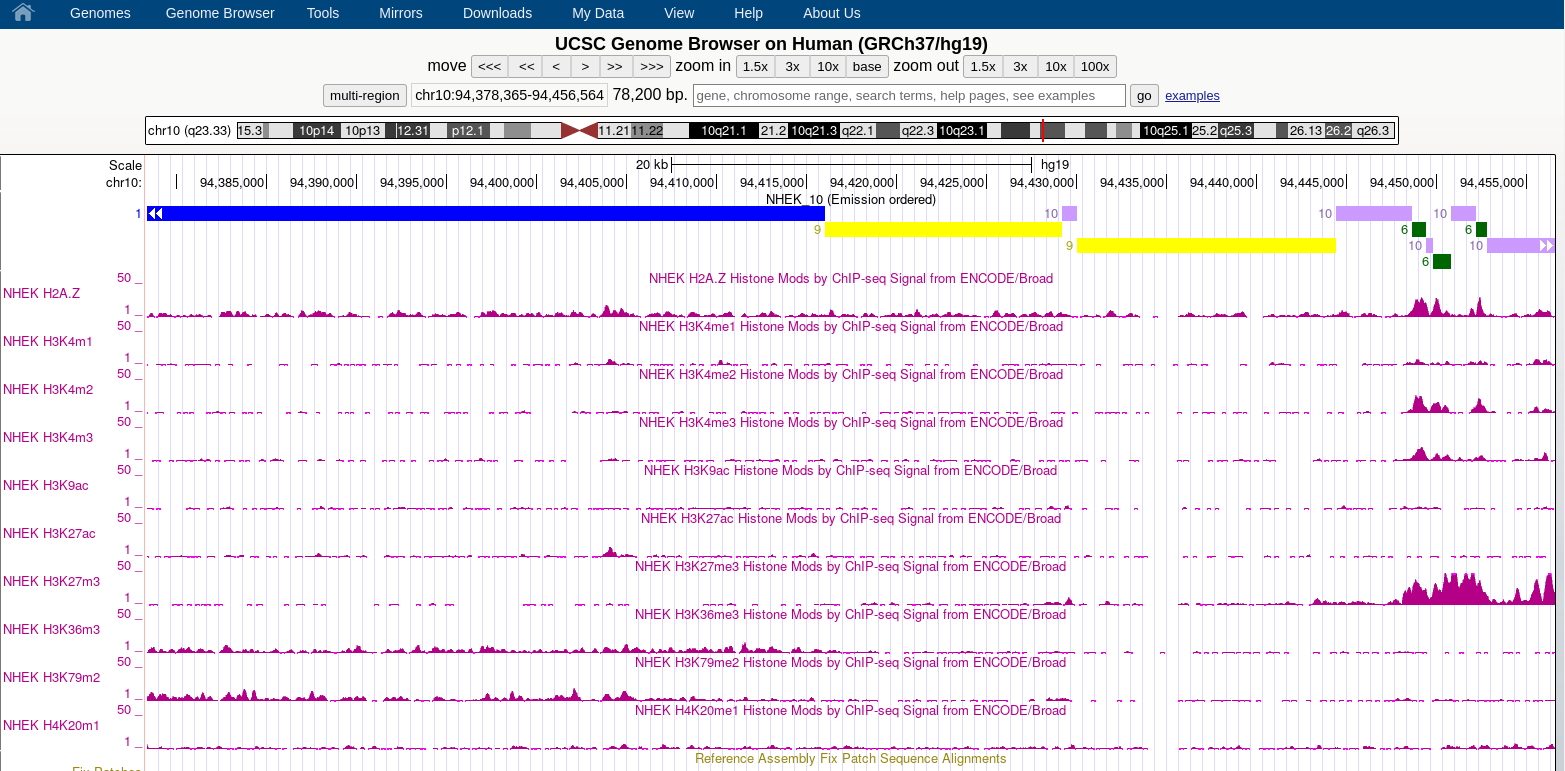 Genomes Genome Browser Tools Mirrors Downloads My Data View Help About Us
UCSC Genome Browser on Human (GRCh37/hg19)
move <<< << < > >> >>> zoom in 1.5x 3x 10x base zoom out 1.5x 3x 10x 100x
multi-region chr10:94,378,365-94,456,564 78,200 bp. gene, chromosome range, search terms, help pages, see examples go examples
chr10 (q23.33) 15.3 10p14 10p13 12.31 p12.1 11.21 11.22 10q21.1 21.2 10q21.3 q22.1 q22.3 10q23.1 10q25.1 25.2 q25.3 26.13 26.2 q26.3
Scale 20 kb hg19
chr10: 94,385,000 94,390,000 94,395,000 94,400,000 94,405,000 94,410,000 94,415,000 94,420,000 94,425,000 94,430,000 94,435,000 94,440,000 94,445,000 94,450,000 94,455,000
NHEK_10 (Emission ordered)
1 10 10 10
9 6 6
9 10 10
6
50 NHEK H2A.Z Histone Mods by ChIP-seq Signal from ENCODE/Broad
NHEK H2A.Z
1
50 NHEK H3K4me1 Histone Mods by ChIP-seq Signal from ENCODE/Broad
NHEK H3K4m1
1
50 NHEK H3K4me2 Histone Mods by ChIP-seq Signal from ENCODE/Broad
NHEK H3K4m2
1
50 NHEK H3K4me3 Histone Mods by ChIP-seq Signal from ENCODE/Broad
NHEK H3K4m3
1
50 NHEK H3K9ac Histone Mods by ChIP-seq Signal from ENCODE/Broad
NHEK H3K9ac
1
50 NHEK H3K27ac Histone Mods by ChIP-seq Signal from ENCODE/Broad
NHEK H3K27ac
1
50 NHEK H3K27me3 Histone Mods by ChIP-seq Signal from ENCODE/Broad
NHEK H3K27m3
1
50 NHEK H3K36me3 Histone Mods by ChIP-seq Signal from ENCODE/Broad
NHEK H3K36m3
1
50 NHEK H3K79me2 Histone Mods by ChIP-seq Signal from ENCODE/Broad
NHEK H3K79m2
1
50 NHEK H4K20me1 Histone Mods by ChIP-seq Signal from ENCODE/Broad
NHEK H4K20m1
1
Reference Assembly Fix Patch Sequence Alignments
Fix Patches